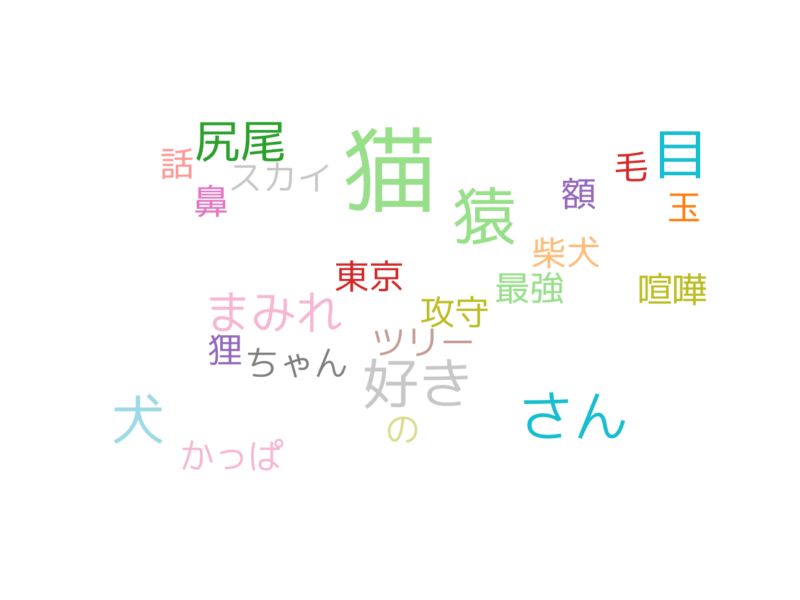 猫
尻尾
目
話
スカイ
毛
鼻
猿
額
玉
柴犬
東京
最強
喧嘩
まみれ
攻守
狸
ちゃん
ツリー
好き
犬
の
さん
かっぱ